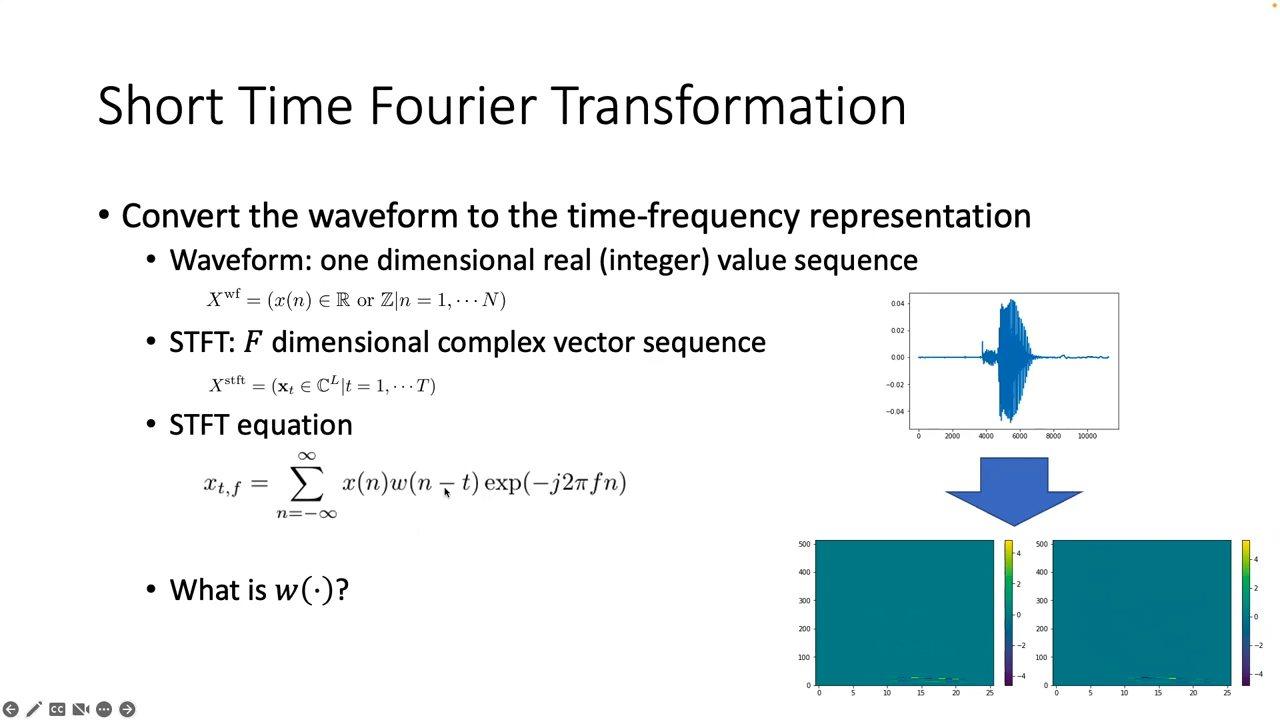 Short Time Fourier Transformation
• Convert the waveform to the time-frequency representation
• Waveform: one dimensional real (integer) value sequence
X^wf = (x(n) ∈ ℝ or ℤ|n = 1, ⋯ N)
• STFT: F dimensional complex vector sequence
X^stft = (𝐱_t ∈ ℂ^L|t = 1, ⋯ T)
• STFT equation
x_{t,f} = ∑_{n=−∞}^{∞} x(n)w(n − t) exp(−j2πfn)
• What is w(·)?
0.04
0.02
0.00
−0.02
−0.04
0 2000 4000 6000 8000 10000
500
400
300
200
100
0
0 5 10 15 20 25
4
2
0
−2
−4
500
400
300
200
100
0
0 5 10 15 20 25
4
2
0
−2
−4
CC